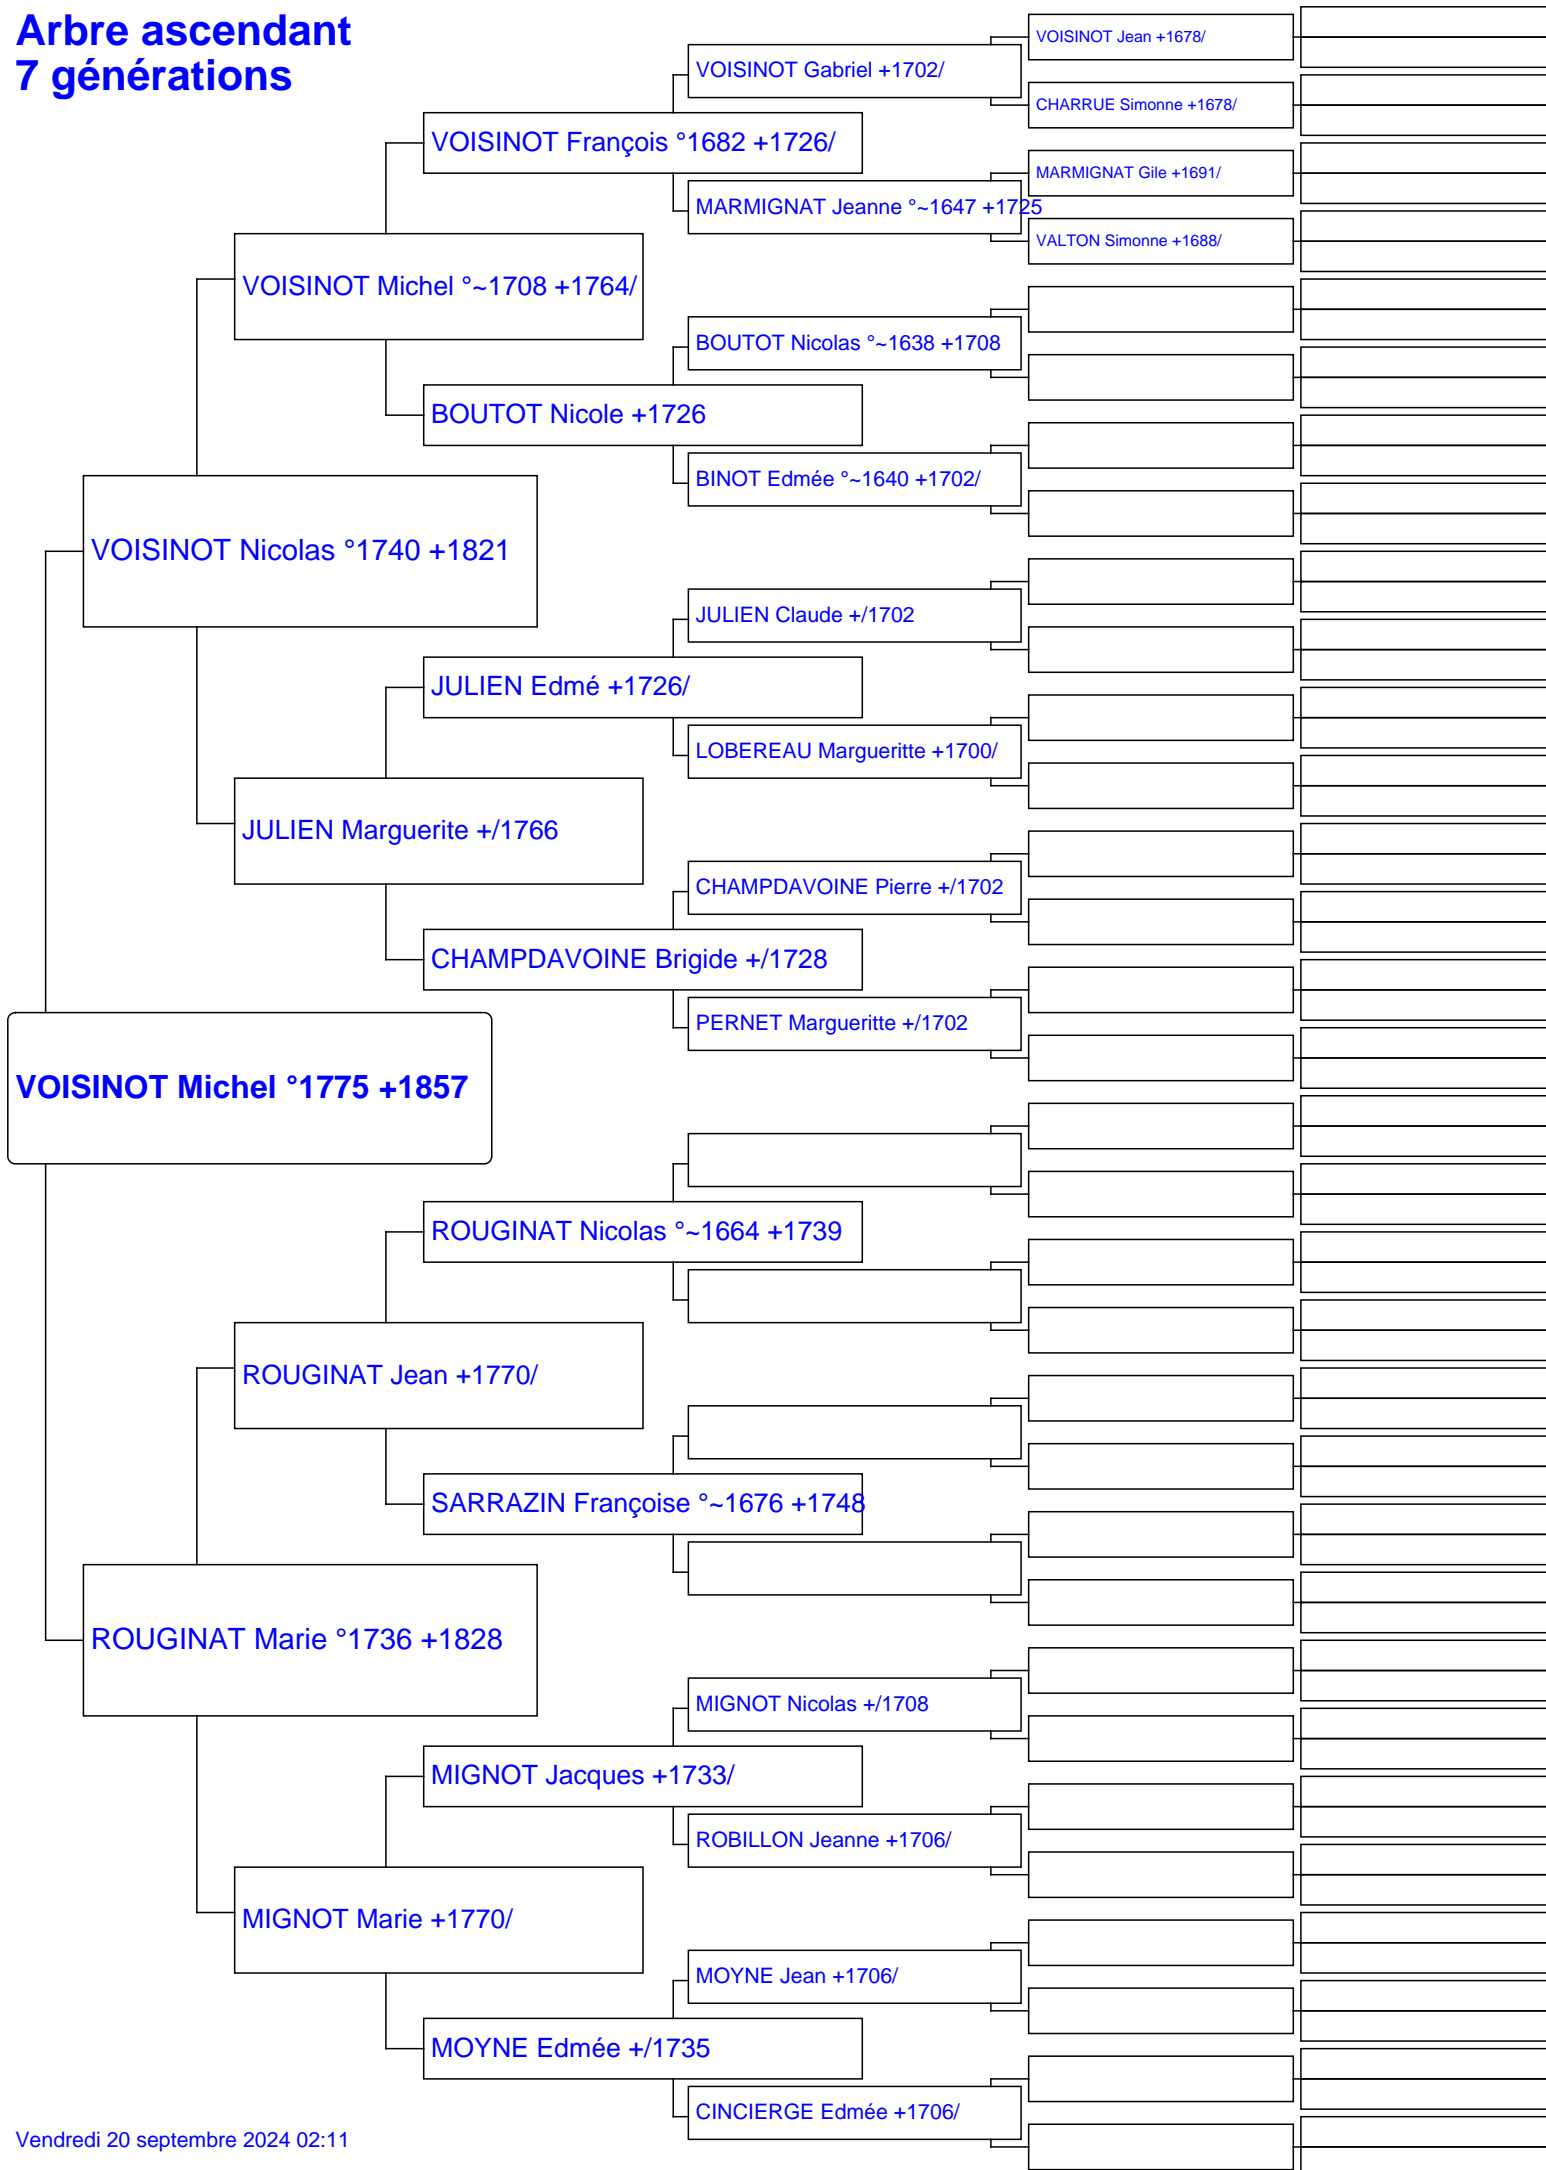 Arbre ascendant
7 générations
VOISINOT Jean +1678/
VOISINOT Gabriel +1702/
CHARRUE Simonne +1678/
VOISINOT François °1682 +1726/
MARMIGNAT Gile +1691/
MARMIGNAT Jeanne °~1647 +1725
VALTON Simonne +1688/
VOISINOT Michel °~1708 +1764/
BOUTOT Nicolas °~1638 +1708
BOUTOT Nicole +1726
BINOT Edmée °~1640 +1702/
VOISINOT Nicolas °1740 +1821
JULIEN Claude +/1702
JULIEN Edmé +1726/
LOBEREAU Margueritte +1700/
JULIEN Marguerite +/1766
CHAMPDAVOINE Pierre +/1702
CHAMPDAVOINE Brigide +/1728
PERNET Margueritte +/1702
VOISINOT Michel °1775 +1857
ROUGINAT Nicolas °~1664 +1739
ROUGINAT Jean +1770/
SARRAZIN Françoise °~1676 +1748
ROUGINAT Marie °1736 +1828
MIGNOT Nicolas +/1708
MIGNOT Jacques +1733/
ROBILLON Jeanne +1706/
MIGNOT Marie +1770/
MOYNE Jean +1706/
MOYNE Edmée +/1735
CINCIERGE Edmée +1706/
Vendredi 20 septembre 2024 02:11